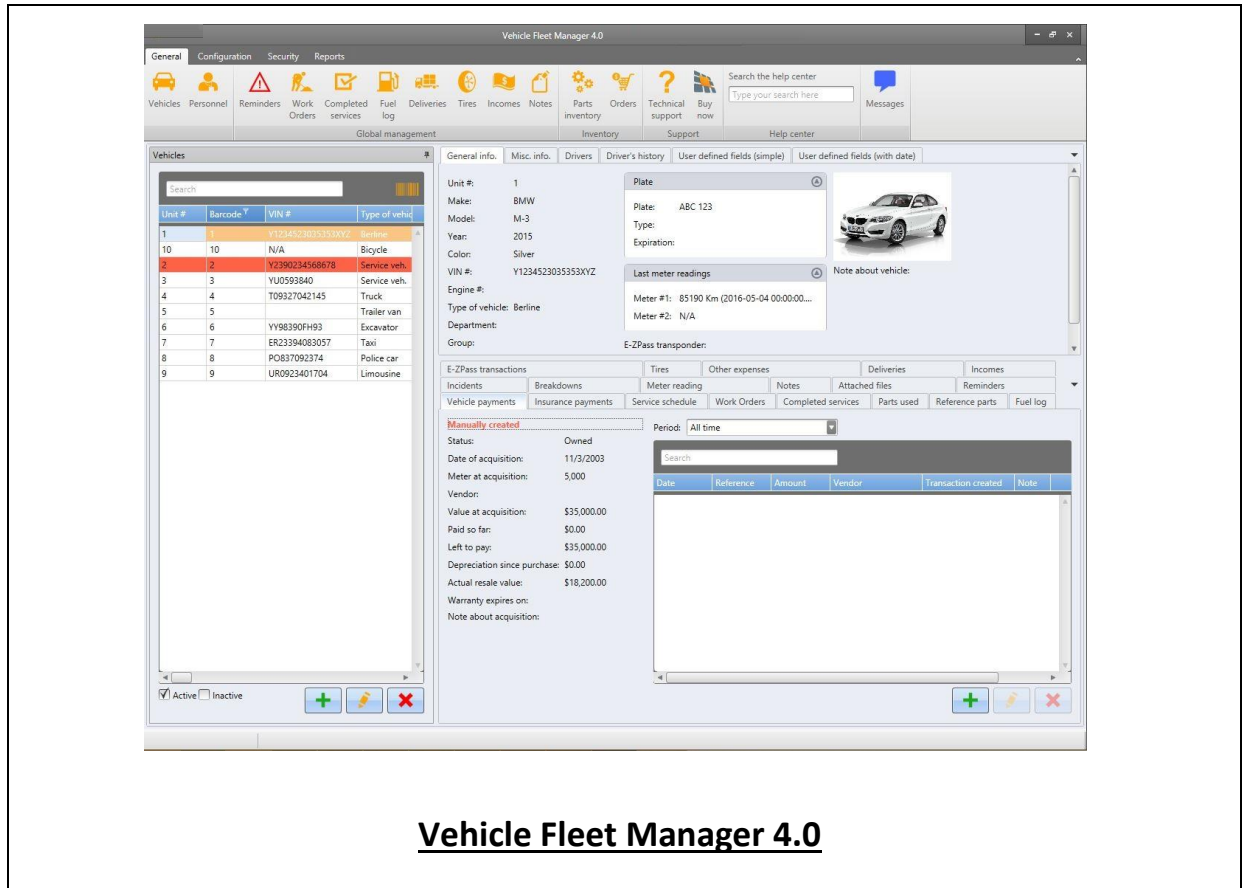 Vehicle Fleet Manager 4.0
General Configuration Security Reports
Vehicles Personnel Reminders Work Orders Completed services Fuel log Deliveries Tires Incomes Notes Parts inventory Orders Technical support Buy now Search the help center Messages
Type your search here
Global management Inventory Support Help center
Vehicles
Search
Unit # Barcode VIN # Type of vehic
1 1 Y1234523035353XYZ Berline
10 10 N/A Bicycle
2 2 Y2390234568678 Service veh.
3 3 YU0593840 Service veh.
4 4 T09327042145 Truck
5 5 Trailer van
6 6 YY98390FH93 Excavator
7 7 ER23394083057 Taxi
8 8 PO837092374 Police car
9 9 UR0923401704 Limousine
Active Inactive
General info. Misc. info. Drivers Driver's history User defined fields (simple) User defined fields (with date)
Unit #: 1
Make: BMW
Model: M-3
Year: 2015
Color: Silver
VIN #: Y1234523035353XYZ
Engine #:
Type of vehicle: Berline
Department:
Group:
Plate
Plate: ABC 123
Type:
Expiration:
Last meter readings
Meter #1: 85190 Km (2016-05-04 00:00:00....
Meter #2: N/A
E-ZPass transponder:
Note about vehicle:
E-ZPass transactions Tires Other expenses Deliveries Incomes
Incidents Breakdowns Meter reading Notes Attached files Reminders
Vehicle payments Insurance payments Service schedule Work Orders Completed services Parts used Reference parts Fuel log
Manually created
Status: Owned
Date of acquisition: 11/3/2003
Meter at acquisition: 5,000
Vendor:
Value at acquisition: $35,000.00
Paid so far: $0.00
Left to pay: $35,000.00
Depreciation since purchase: $0.00
Actual resale value: $18,200.00
Warranty expires on:
Note about acquisition:
Period: All time
Search
Date Reference Amount Vendor Transaction created Note
Vehicle Fleet Manager 4.0